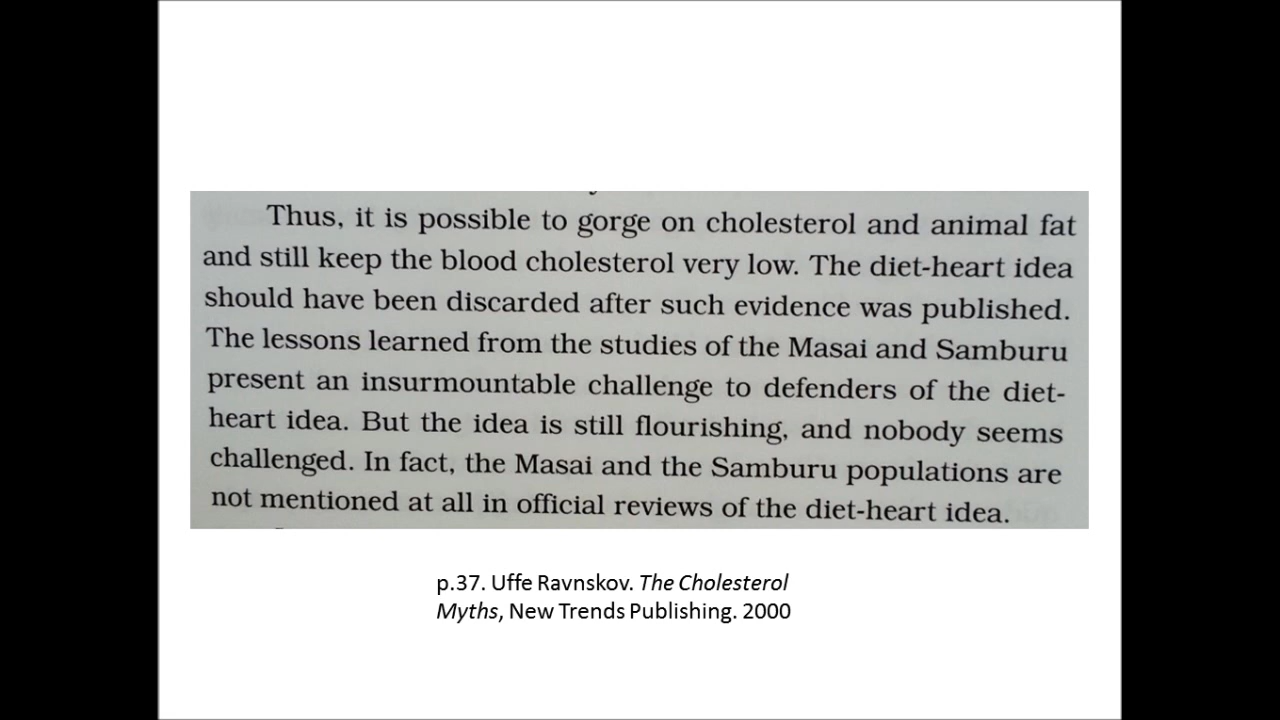 Thus, it is possible to gorge on cholesterol and animal fat
and still keep the blood cholesterol very low. The diet-heart idea
should have been discarded after such evidence was published.
The lessons learned from the studies of the Masai and Samburu
present an insurmountable challenge to defenders of the diet-
heart idea. But the idea is still flourishing, and nobody seems
challenged. In fact, the Masai and the Samburu populations are
not mentioned at all in official reviews of the diet-heart idea.
p.37. Uffe Ravnskov. The Cholesterol
Myths, New Trends Publishing. 2000